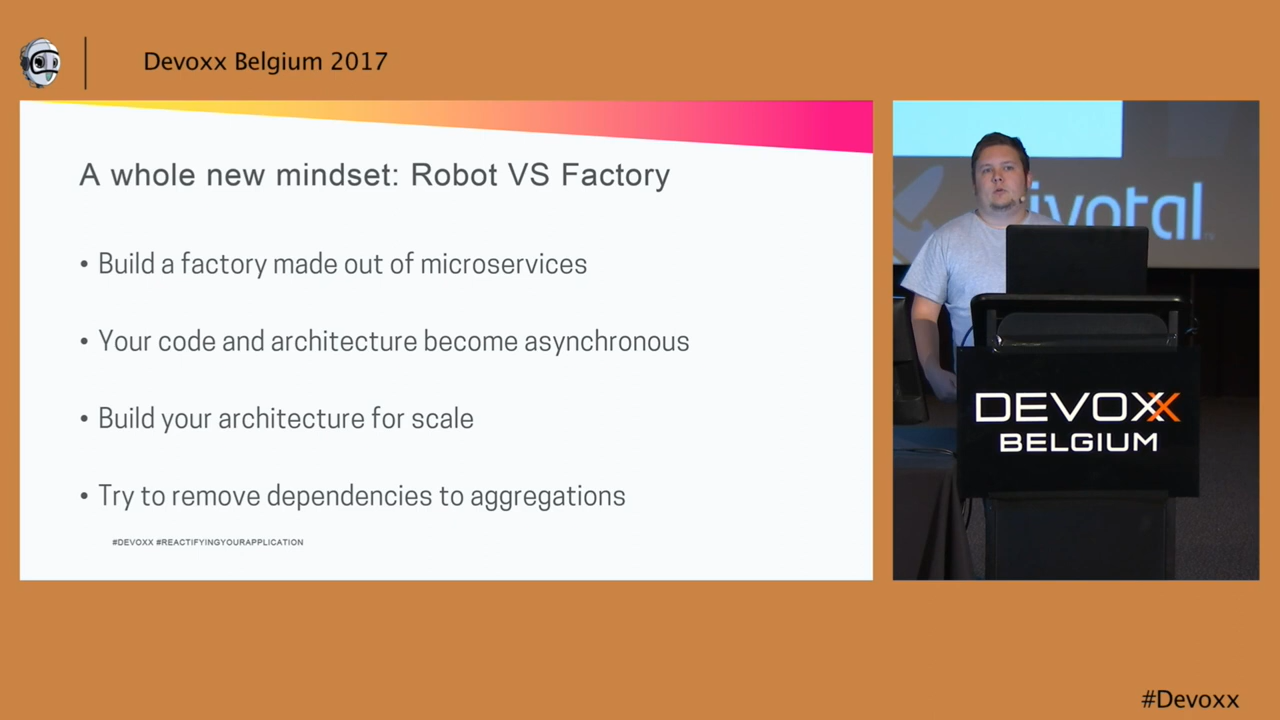 Devoxx Belgium 2017
A whole new mindset: Robot VS Factory
• Build a factory made out of microservices
• Your code and architecture become asynchronous
• Build your architecture for scale
• Try to remove dependencies to aggregations
#DEVOXX #REACTIFYINGYOURAPPLICATION
ivotal
DEVOXX
BELGIUM
#Devoxx